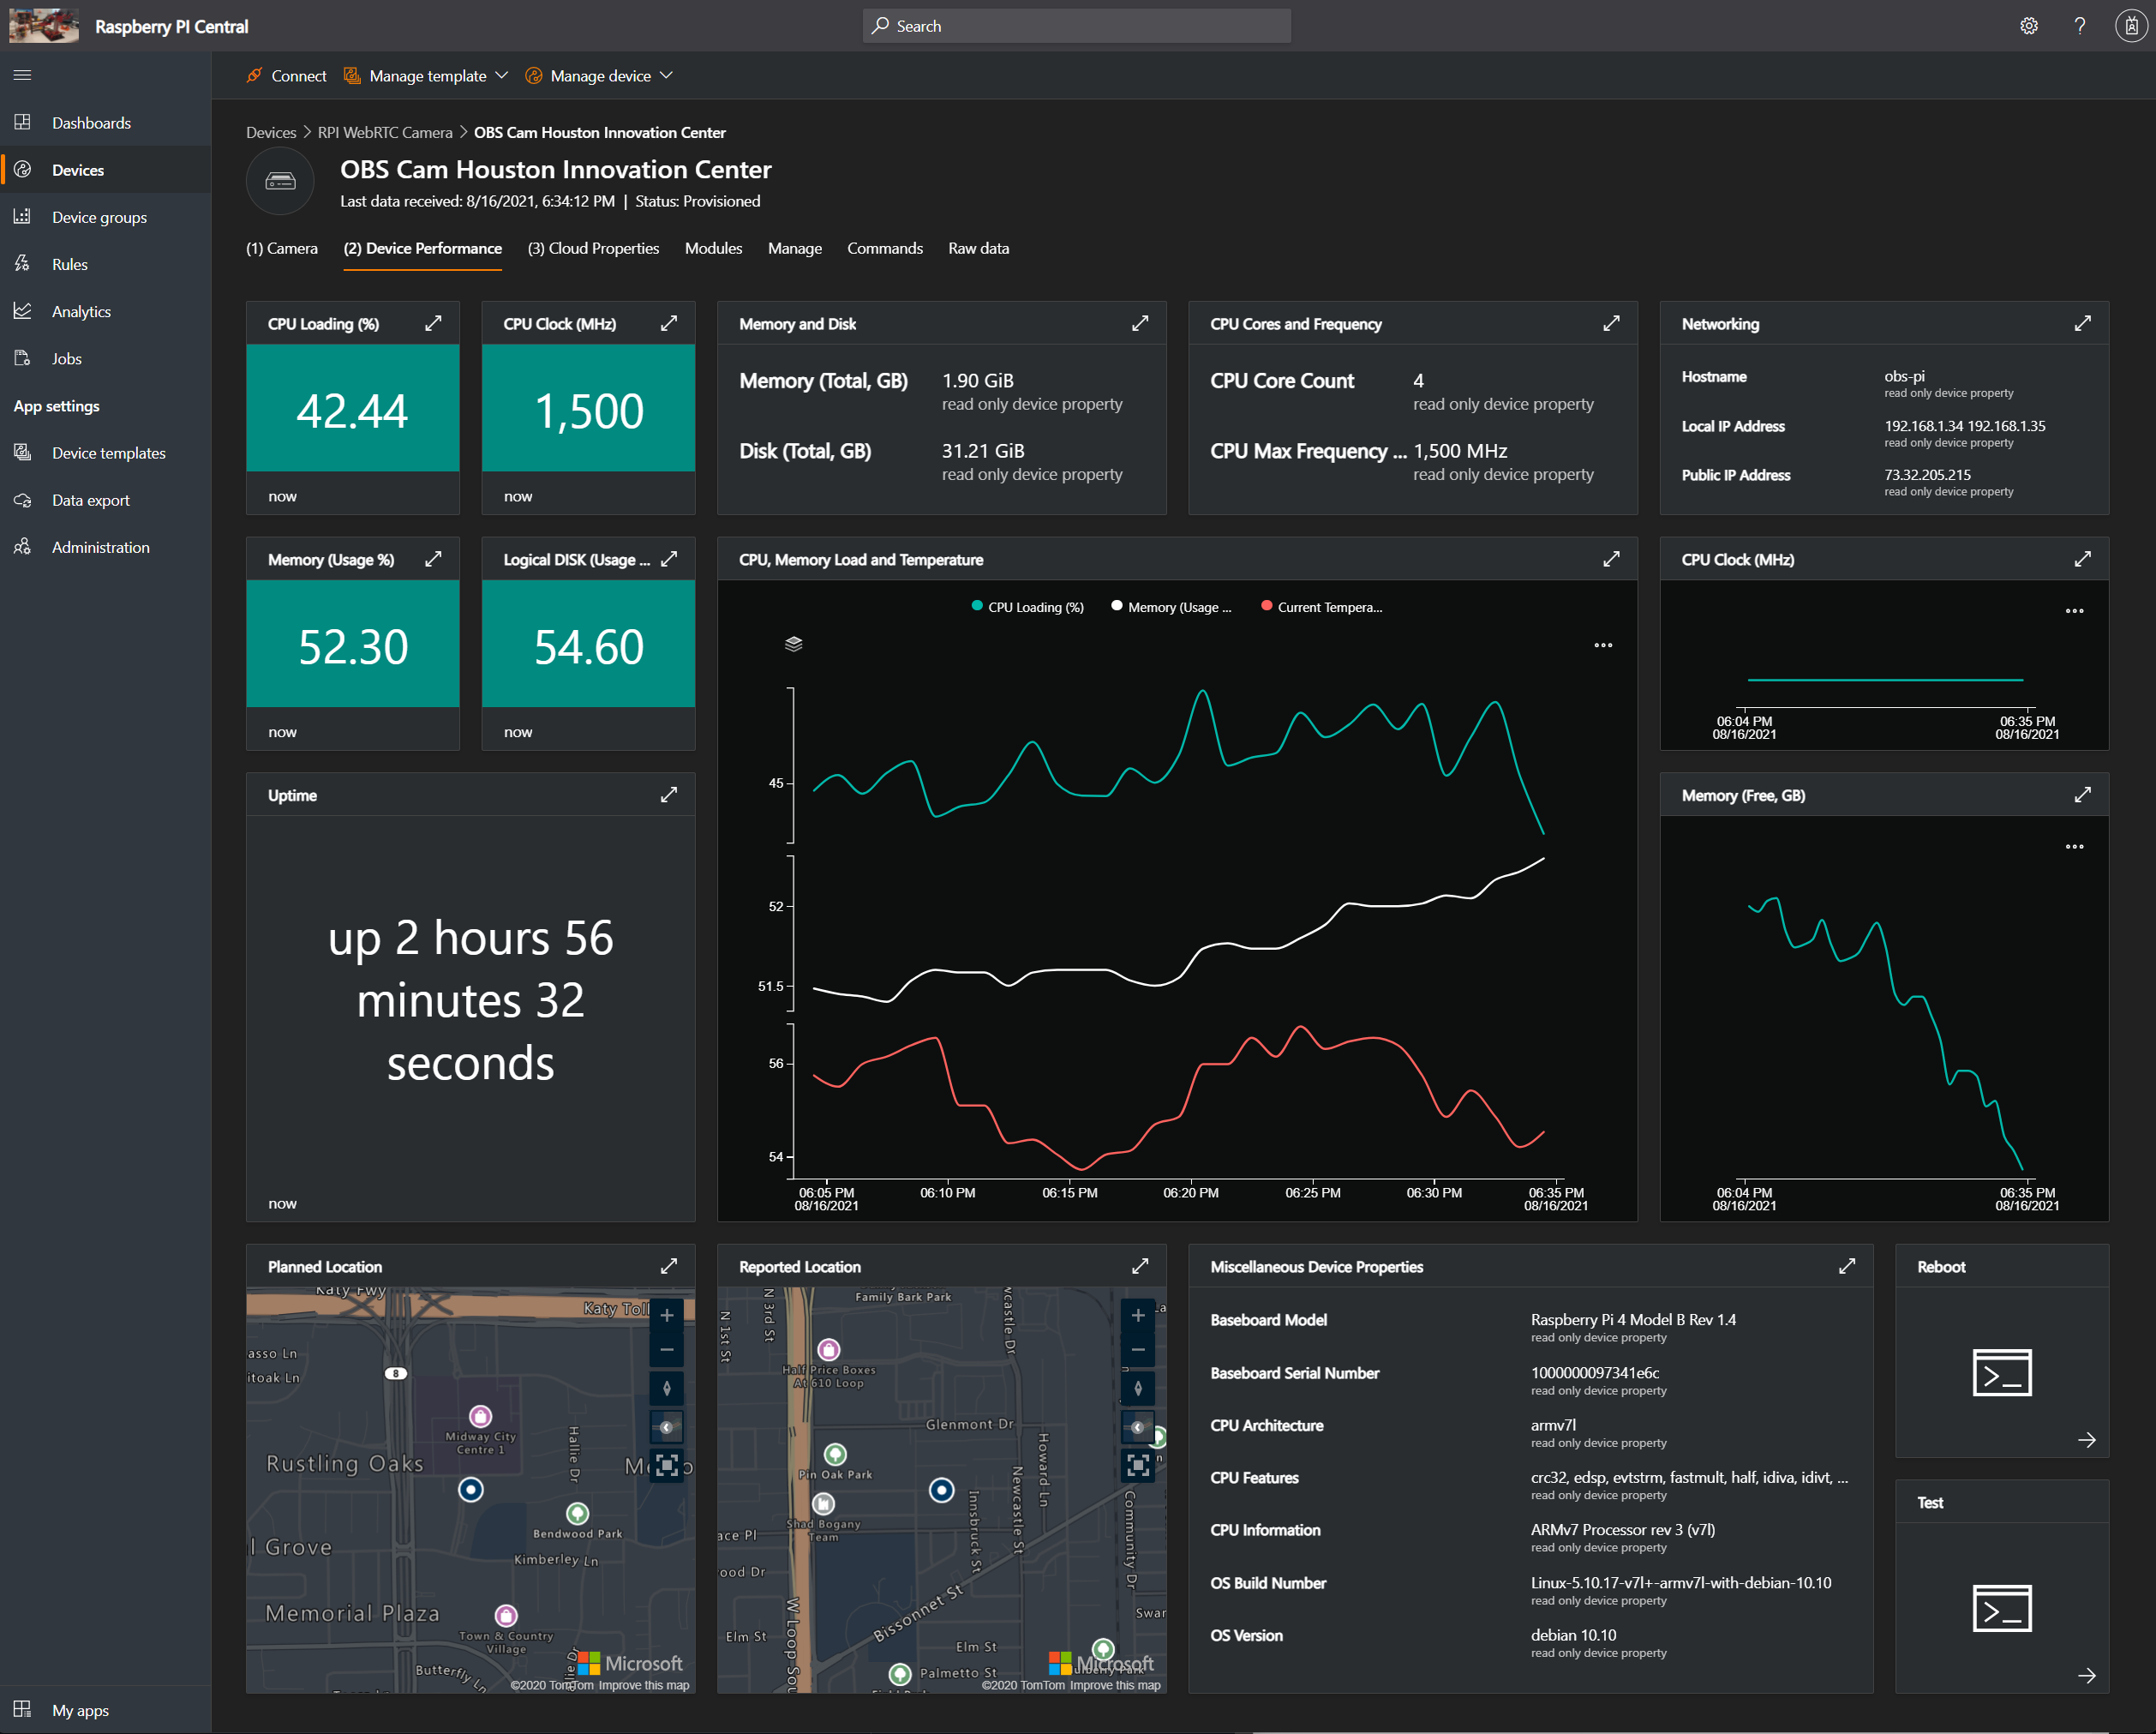 Raspberry PI Central
Search
Connect
Manage template
Manage device
Dashboards
Devices
Device groups
Rules
Analytics
Jobs
App settings
Device templates
Data export
Administration
My apps
Devices > RPI WebRTC Camera > OBS Cam Houston Innovation Center
OBS Cam Houston Innovation Center
Last data received: 8/16/2021, 6:34:12 PM | Status: Provisioned
(1) Camera
(2) Device Performance
(3) Cloud Properties
Modules
Manage
Commands
Raw data
CPU Loading (%)
42.44
now
CPU Clock (MHz)
1,500
now
Memory and Disk
Memory (Total, GB) 1.90 GiB
read only device property
Disk (Total, GB) 31.21 GiB
read only device property
CPU Cores and Frequency
CPU Core Count 4
read only device property
CPU Max Frequency ... 1,500 MHz
read only device property
Networking
Hostname obs-pi
read only device property
Local IP Address 192.168.1.34 192.168.1.35
read only device property
Public IP Address 73.32.205.215
read only device property
Memory (Usage %)
52.30
now
Logical DISK (Usage ...
54.60
now
CPU, Memory Load and Temperature
CPU Loading (%) Memory (Usage ... Current Tempera...
45
52
51.5
56
54
06:05 PM 06:10 PM 06:15 PM 06:20 PM 06:25 PM 06:30 PM 06:35 PM
08/16/2021 08/16/2021
CPU Clock (MHz)
06:04 PM 06:35 PM
08/16/2021 08/16/2021
Uptime
up 2 hours 56
minutes 32
seconds
now
Memory (Free, GB)
06:04 PM 06:35 PM
08/16/2021 08/16/2021
Planned Location
Katy Fwy
Katy Toll
asso Ln
itoak Ln
8
Midway City
Centre 1
Hallie Dr
Rustling Oaks
Bendwood Park
l Grove
Kimberley Ln
Memorial Plaza
Town & Country
Village
Butterfly Ln
Microsoft
©2020 TomTom Improve this map
Reported Location
Family Bark Park
N 1st St
N 3rd St
wcastle Dr
Half Price Boxes
At 610 Loop
Glenmont Dr
Howard Ln
Pin Oak Park
Newcastle St
Innsbruck St
Community Dr
Shad Bogany
Team
ace Pl
ood Dr
W Loop Sou
Bissonnet St
Swar
Elm St
Elm St
Palmetto St
Microsoft
©2020 TomTom Improve this map
Miscellaneous Device Properties
Baseboard Model Raspberry Pi 4 Model B Rev 1.4
read only device property
Baseboard Serial Number 1000000097341e6c
read only device property
CPU Architecture armv7l
read only device property
CPU Features crc32, edsp, evtstrm, fastmult, half, idiva, idivt, ...
read only device property
CPU Information ARMv7 Processor rev 3 (v7l)
read only device property
OS Build Number Linux-5.10.17-v7l+-armv7l-with-debian-10.10
read only device property
OS Version debian 10.10
read only device property
Reboot
Test